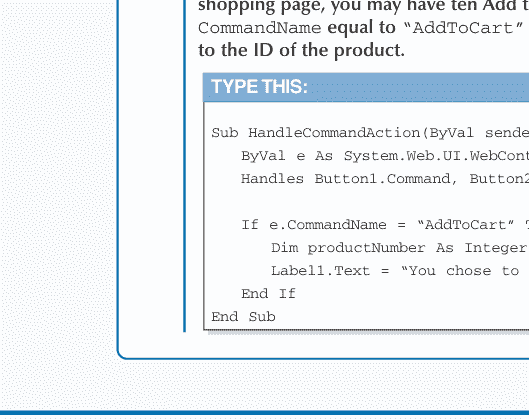 shopping page, you may have ten Add t
CommandName equal to “AddToCart”
to the ID of the product.
TYPE THIS:
Sub HandleCommandAction(ByVal sende
ByVal e As System.Web.UI.WebCont
Handles Button1.Command, Button2
If e.CommandName = “AddToCart” T
Dim productNumber As Integer
Label1.Text = “You chose to
End If
End Sub